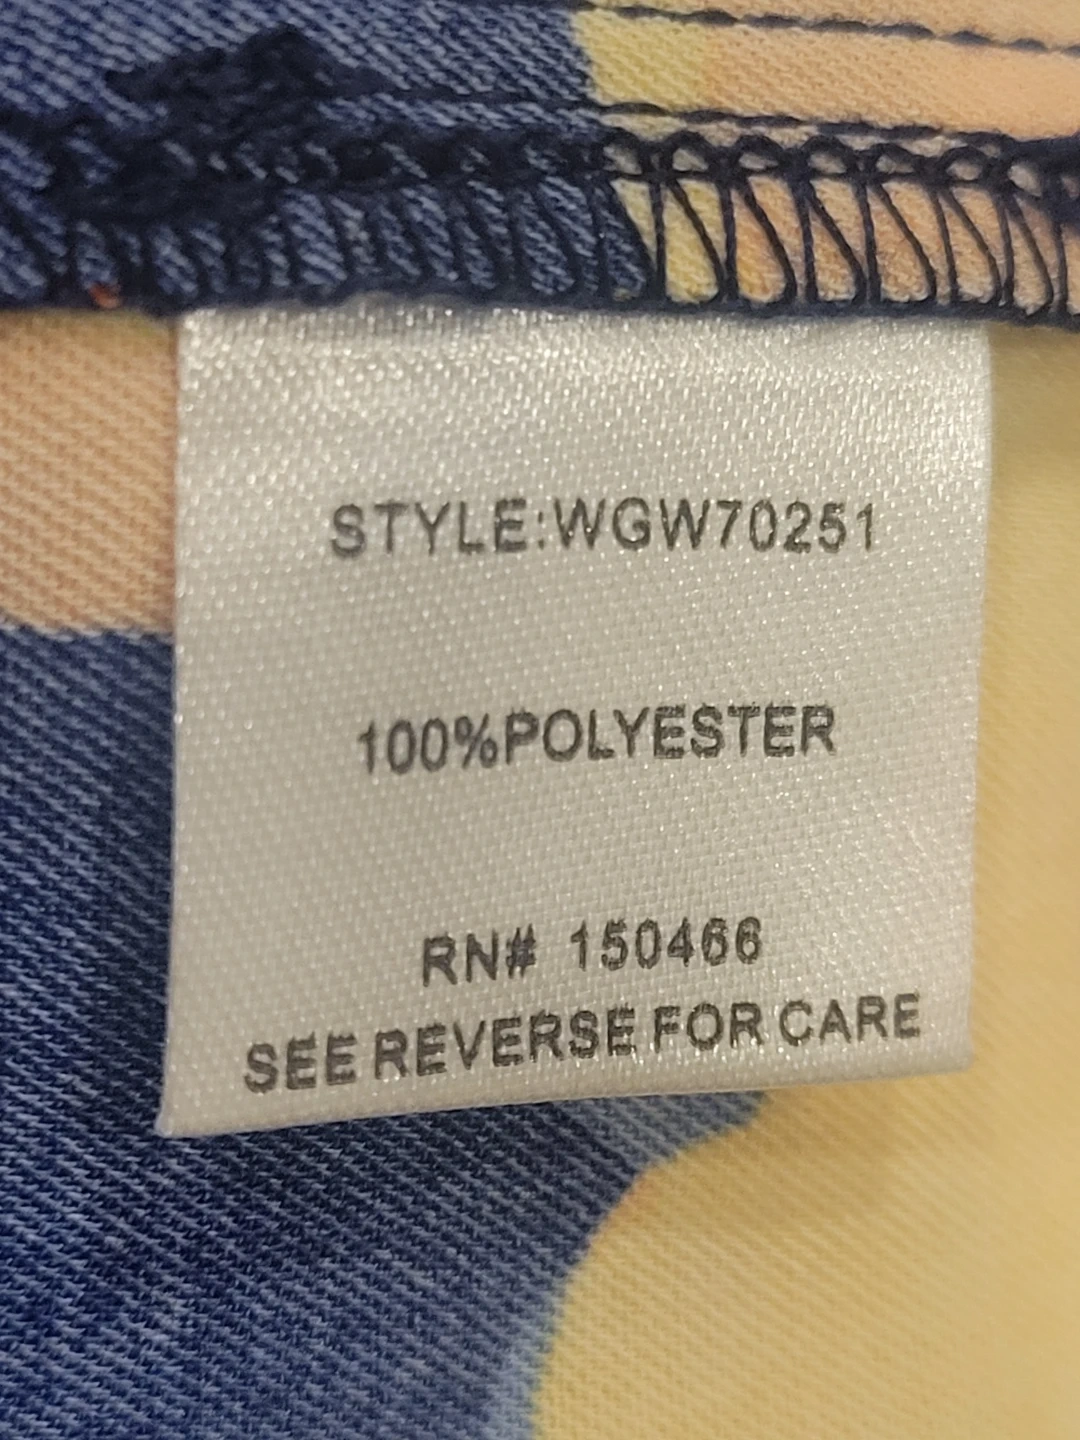 STYLE:WGW70251
100%POLYESTER
RN# 150466
SEE REVERSE FOR CARE